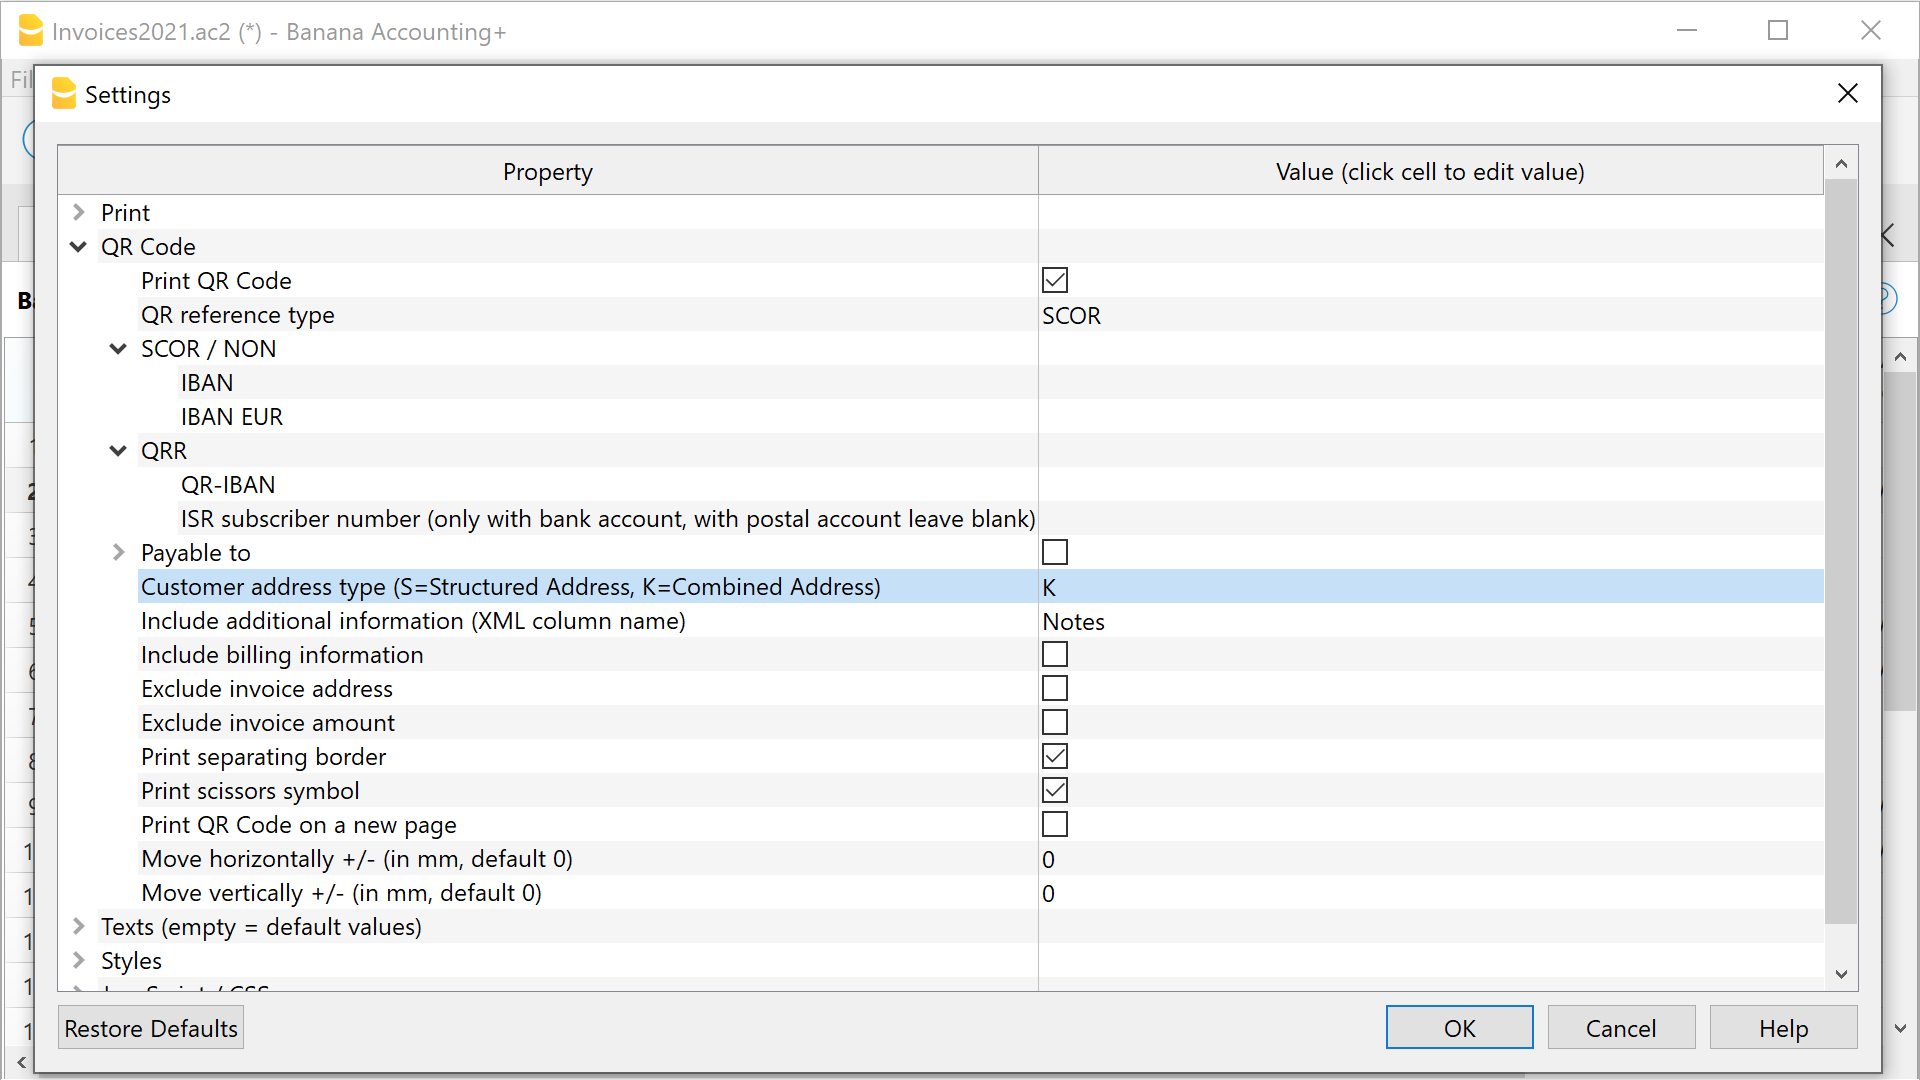 Invoices2021.ac2 (*) - Banana Accounting+
Settings
Property
Value (click cell to edit value)
Print
QR Code
Print QR Code
QR reference type
SCOR
SCOR / NON
IBAN
IBAN EUR
QRR
QR-IBAN
ISR subscriber number (only with bank account, with postal account leave blank)
Payable to
Customer address type (S=Structured Address, K=Combined Address)
K
Include additional information (XML column name)
Notes
Include billing information
Exclude invoice address
Exclude invoice amount
Print separating border
Print scissors symbol
Print QR Code on a new page
Move horizontally +/- (in mm, default 0)
0
Move vertically +/- (in mm, default 0)
0
Texts (empty = default values)
Styles
Restore Defaults
OK
Cancel
Help